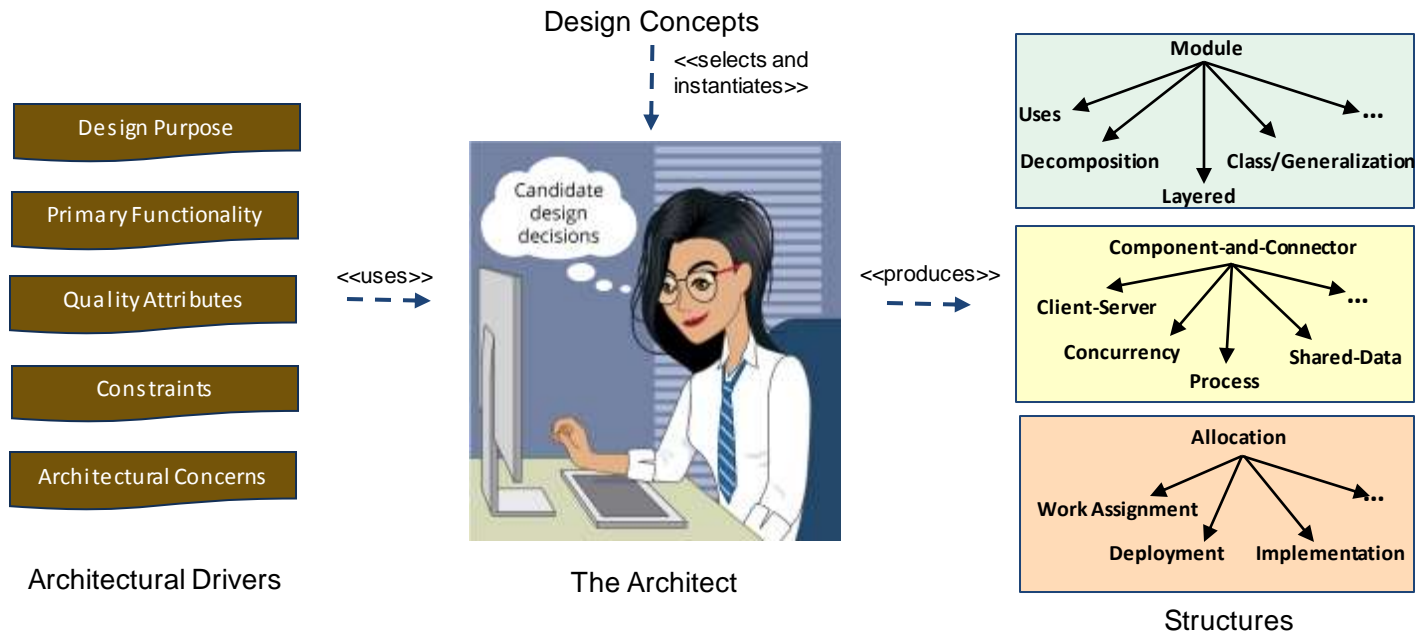 Design Concepts
<<selects and
instantiates>>
Design Purpose
Primary Functionality
Quality Attributes
Constraints
Architectural Concerns
Architectural Drivers
<<uses>>
Candidate
design
decisions
The Architect
<<produces>>
Module
Uses
...
Decomposition
Class/Generalization
Layered
Component-and-Connector
Client-Server
...
Concurrency
Shared-Data
Process
Allocation
Work Assignment
...
Deployment
Implementation
Structures